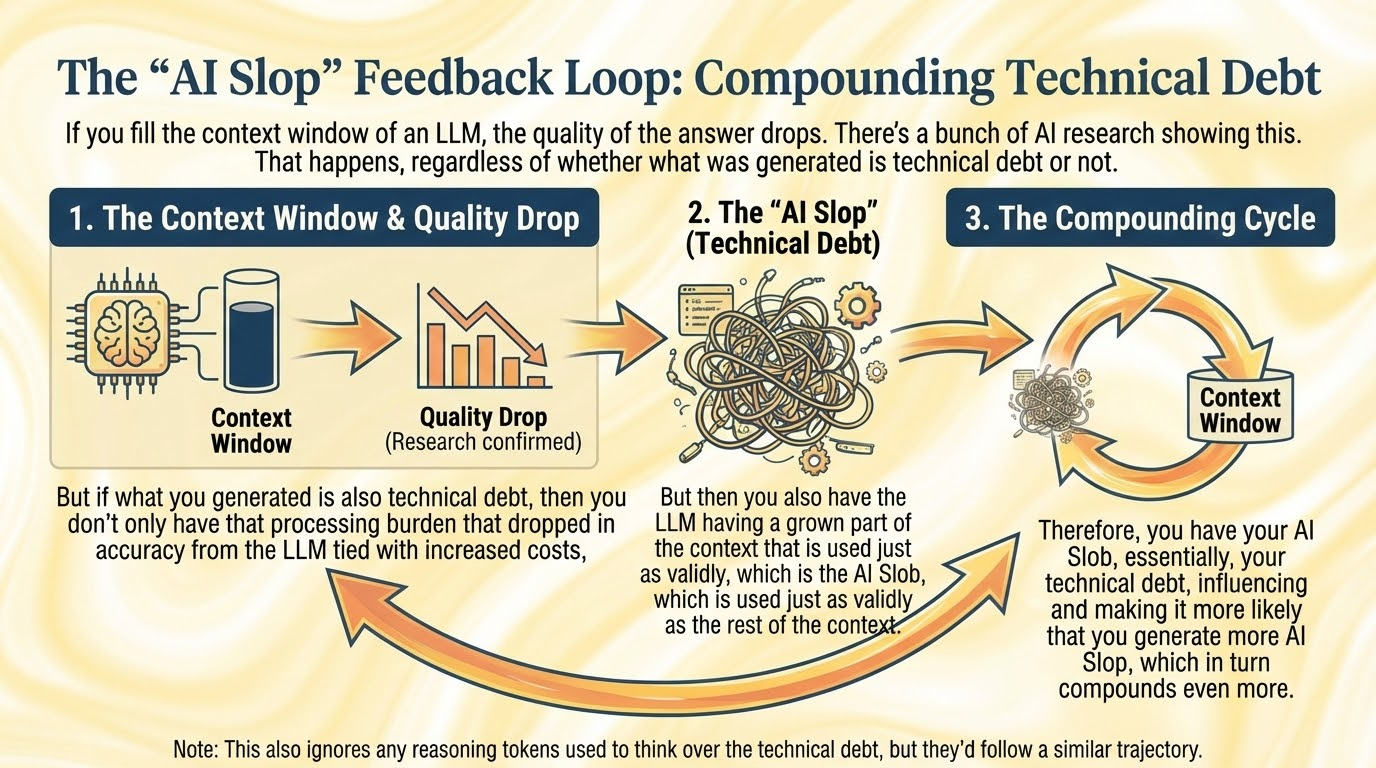 The “AI Slop” Feedback Loop: Compounding Technical Debt
If you fill the context window of an LLM, the quality of the answer drops. There’s a bunch of AI research showing this.
That happens, regardless of whether what was generated is technical debt or not.
1. The Context Window & Quality Drop
Context
Window
Quality Drop
(Research confirmed)
But if what you generated is also technical debt, then you
don’t only have that processing burden that dropped in
accuracy from the LLM tied with increased costs,
2. The “AI Slop”
(Technical Debt)
But then you also have the
LLM having a grown part of
the context that is used just
as validly, which is the AI Slob,
which is used just as validly
as the rest of the context.
3. The Compounding Cycle
Context
Window
Therefore, you have your AI
Slob, essentially, your
technical debt, influencing
and making it more likely
that you generate more AI
Slop, which in turn
compounds even more.
Note: This also ignores any reasoning tokens used to think over the technical debt, but they’d follow a similar trajectory.